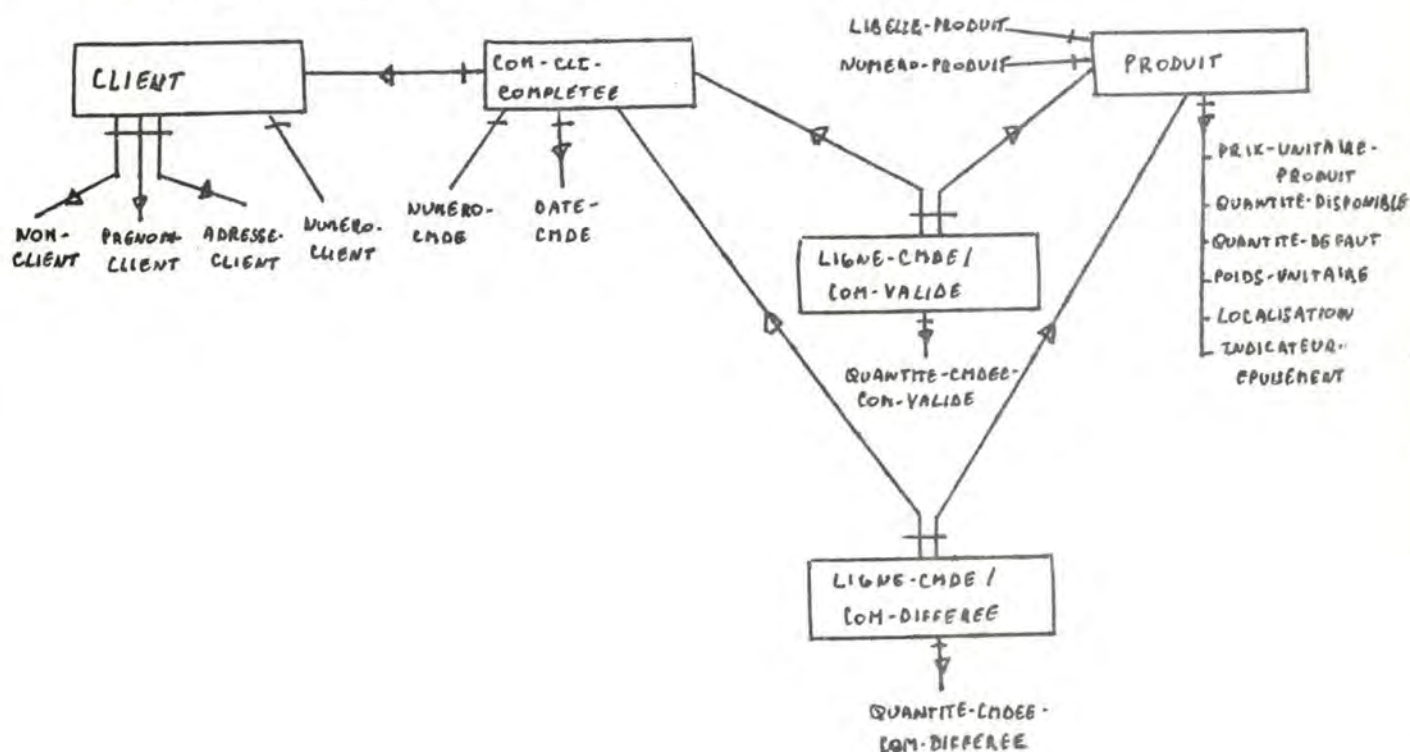 CLIENT
COM-CLI-
COMPLETEE
LIBELLE-PRODUIT
NUMERO-PRODUIT
PRODUIT
NOM-
CLIENT
PRENOM-
CLIENT
ADRESSE-
CLIENT
NUMERO-
CLIENT
NUMERO-
CMDE
DATE-
CMDE
PRIX-UNITAIRE-
PRODUIT
QUANTITÉ-DISPONIBLE
QUANTITE-DEFAUT
POIDS-UNITAIRE
LOCALISATION
INDICATEUR-
EPUISEMENT
LIGNE-CMDE/
COM-VALIDE
QUANTITE-CMDEE-
COM-VALIDE
LIGNE-CMDE/
COM-DIFFEREE
QUANTITE-CMDEE-
COM-DIFFEREE